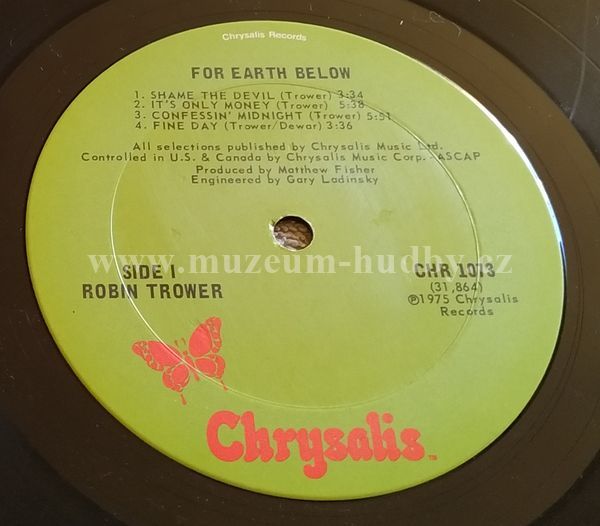 Chrysalis Records
FOR EARTH BELOW
1. SHAME THE DEVIL (Trower) 3:34
2. IT'S ONLY MONEY (Trower) 5:38
3. CONFESSIN' MIDNIGHT (Trower) 5:51
4. FINE DAY (Trower/Dewar) 3:36
All selections published by Chrysalis Music Ltd.
Controlled in U.S. & Canada by Chrysalis Music Corp. -ASCAP
Produced by Matthew Fisher
Engineered by Gary Ladinsky
www.muzeum-hudby.cz
SIDE I
ROBIN TROWER
CHR 1073
(31,864)
℗1975 Chrysalis
Records
Chrysalis™